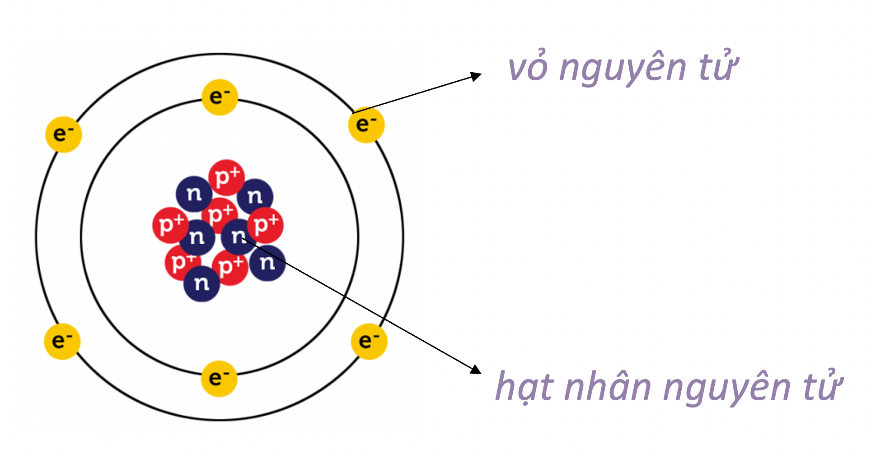 e⁻
vỏ nguyên tử
e⁻
e⁻
p⁺
n
n
p⁺
p⁺
p⁺
n
n
p⁺
p⁺
n
n
e⁻
e⁻
hạt nhân nguyên tử
e⁻